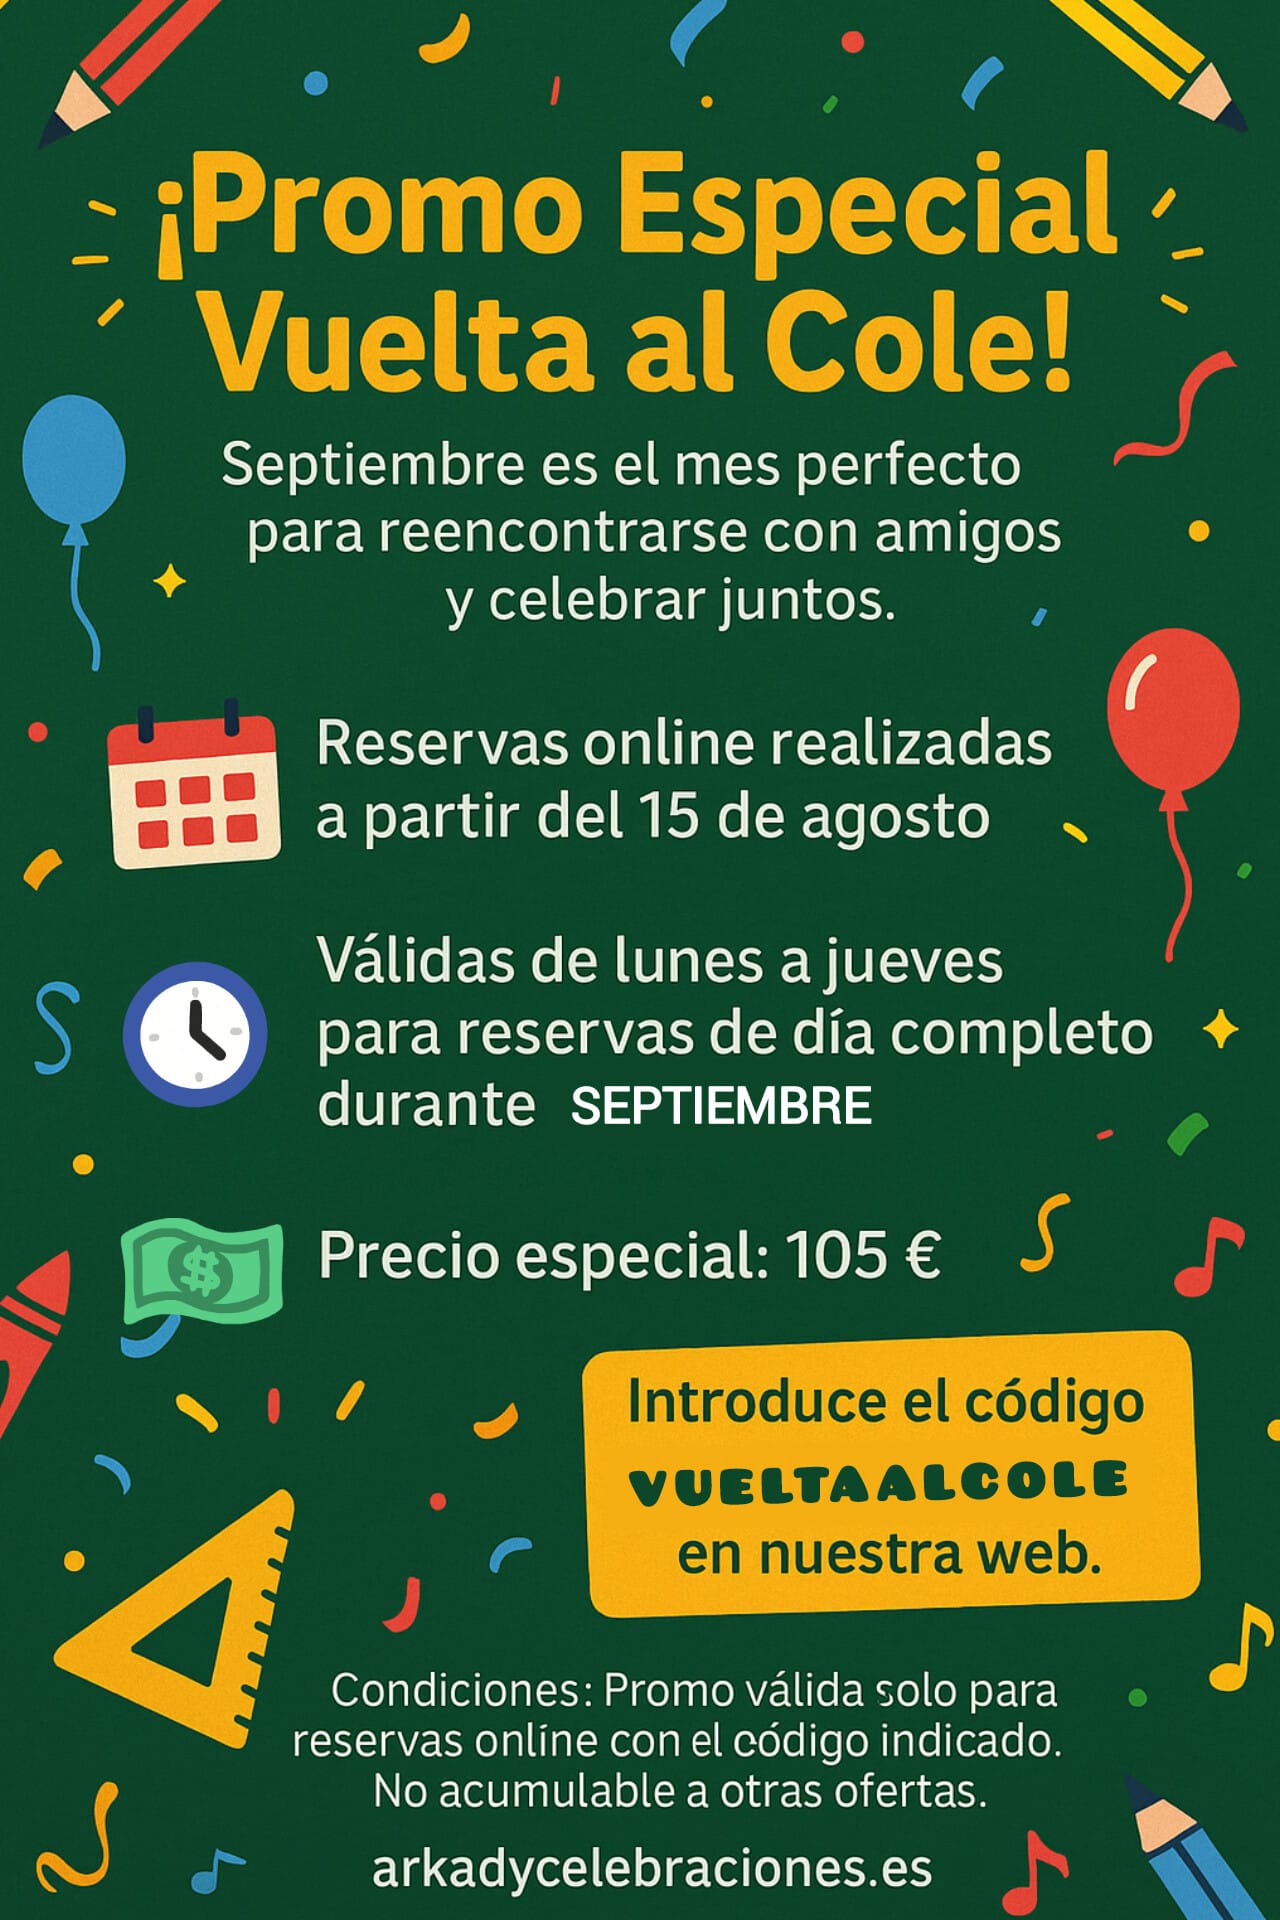 ¡Promo Especial
Vuelta al Cole!
Septiembre es el mes perfecto
para reencontrarse con amigos
y celebrar juntos.
Reservas online realizadas
a partir del 15 de agosto
Válidas de lunes a jueves
para reservas de día completo
durante SEPTIEMBRE
$
Precio especial: 105 €
Introduce el código
VUELTAALCOLE
en nuestra web.
Condiciones: Promo válida solo para
reservas online con el código indicado.
No acumulable a otras ofertas.
arkadycelebraciones.es